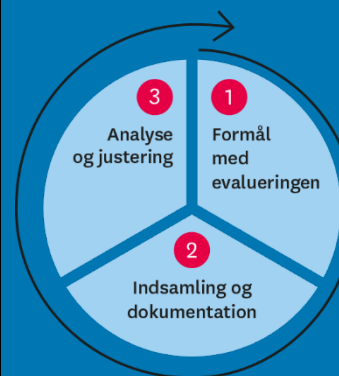 1
Formål
med
evalueringen
2
Indsamling og
dokumentation
3
Analyse
og justering